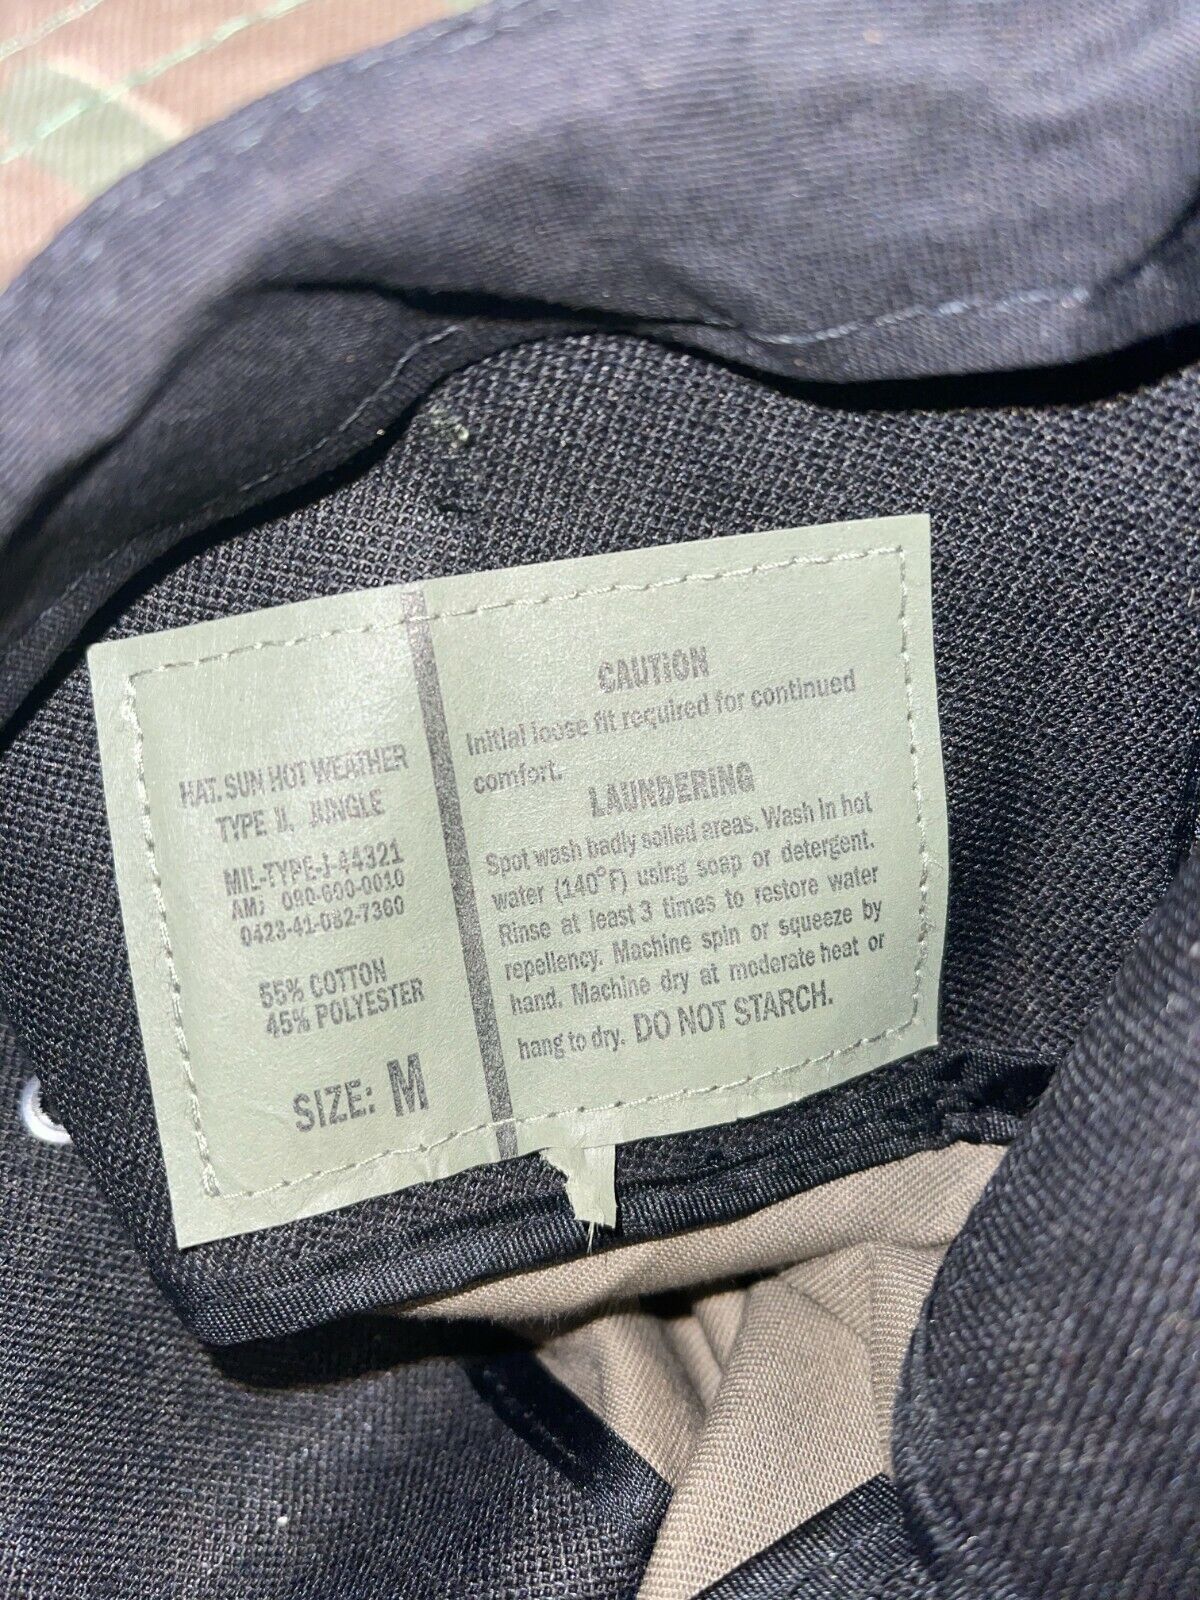 HAT. SUN HOT WEATHER
TYPE II, JUNGLE
MIL-TYPE-J-44321
AMJ 090-600-0010
0423-41-082-7360
55% COTTON
45% POLYESTER
SIZE: M
CAUTION
Initial loose fit required for continued
comfort.
LAUNDERING
Spot wash badly soiled areas. Wash in hot
water (140°F) using soap or detergent.
Rinse at least 3 times to restore water
repellency. Machine spin or squeeze by
hand. Machine dry at moderate heat or
hang to dry. DO NOT STARCH.